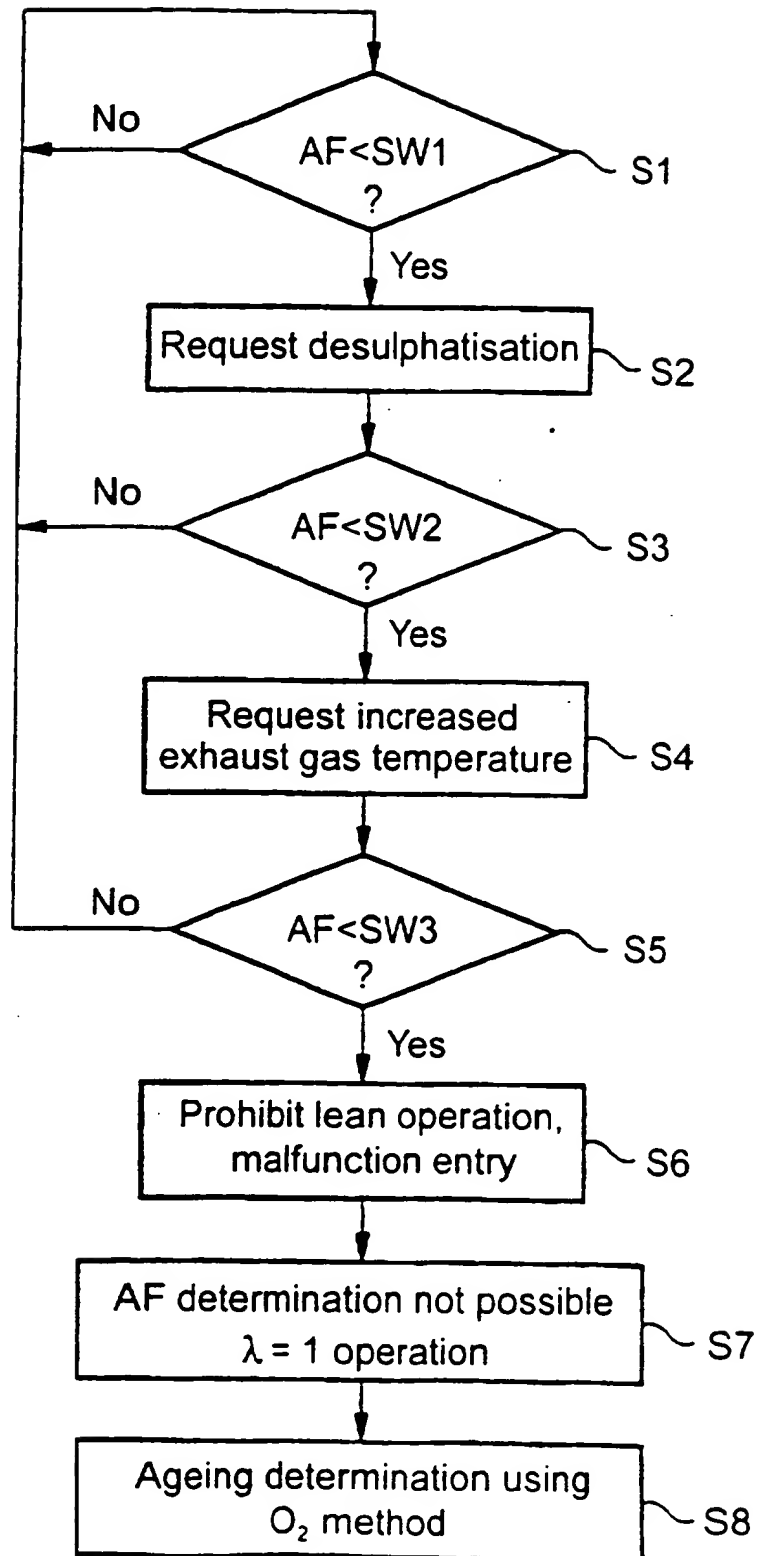 No
AF<SW1
?
S1
Yes
Request desulphatisation
S2
No
AF<SW2
?
S3
Yes
Request increased
exhaust gas temperature
S4
No
AF<SW3
?
S5
Yes
Prohibit lean operation,
malfunction entry
S6
AF determination not possible
λ = 1 operation
S7
Ageing determination using
O₂ method
S8